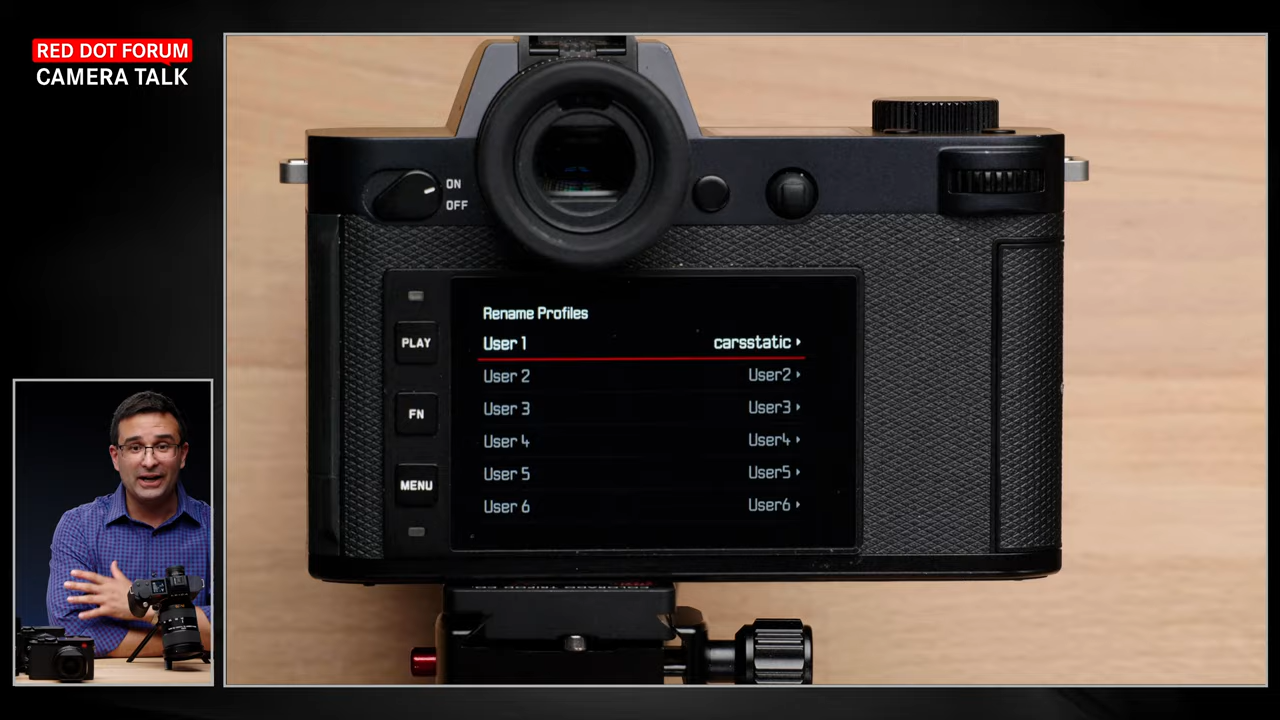 RED DOT FORUM
CAMERA TALK
ON
OFF
PLAY
FN
MENU
Rename Profiles
User 1 carsstatic
User 2 User2
User 3 User3
User 4 User4
User 5 User5
User 6 User6